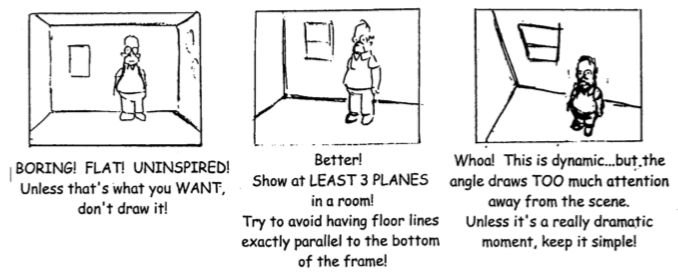 BORING! FLAT! UNINSPIRED!
Unless that's what you WANT,
don't draw it!
Better!
Show at LEAST 3 PLANES
in a room!
Try to avoid having floor lines
exactly parallel to the bottom
of the frame!
Whoa! This is dynamic...but,the
angle draws TOO much attention
away from the scene.
Unless it's a really dramatic
moment, keep it simple!